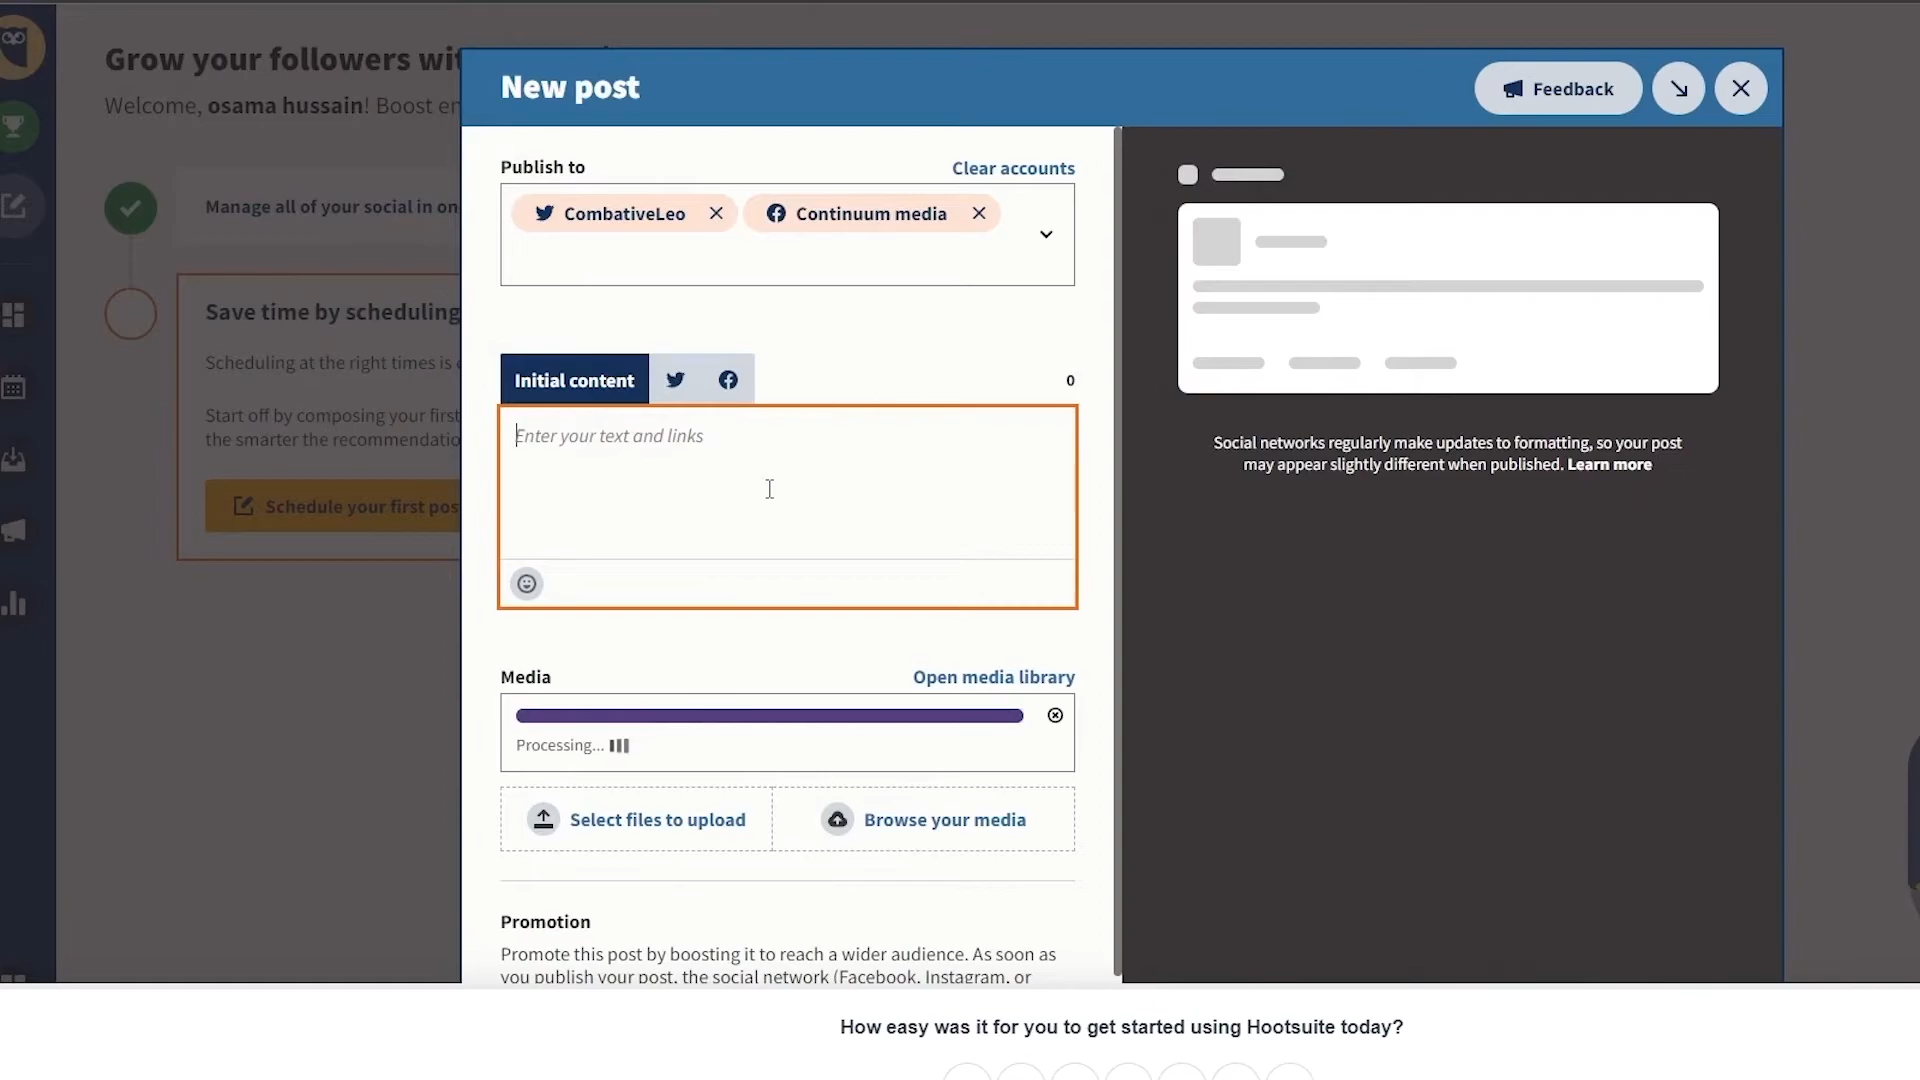 Grow your followers wit
Welcome, osama hussain! Boost en
Manage all of your social in on
Save time by scheduling
Scheduling at the right times is
Start off by composing your first
the smarter the recommendatio
Schedule your first pos
New post
Feedback
Publish to
Clear accounts
CombativeLeo
Continuum media
Initial content
0
Enter your text and links
Media
Open media library
Processing...
Select files to upload
Browse your media
Promotion
Promote this post by boosting it to reach a wider audience. As soon as
you publish your post, the social network (Facebook, Instagram, or
Social networks regularly make updates to formatting, so your post
may appear slightly different when published. Learn more
How easy was it for you to get started using Hootsuite today?